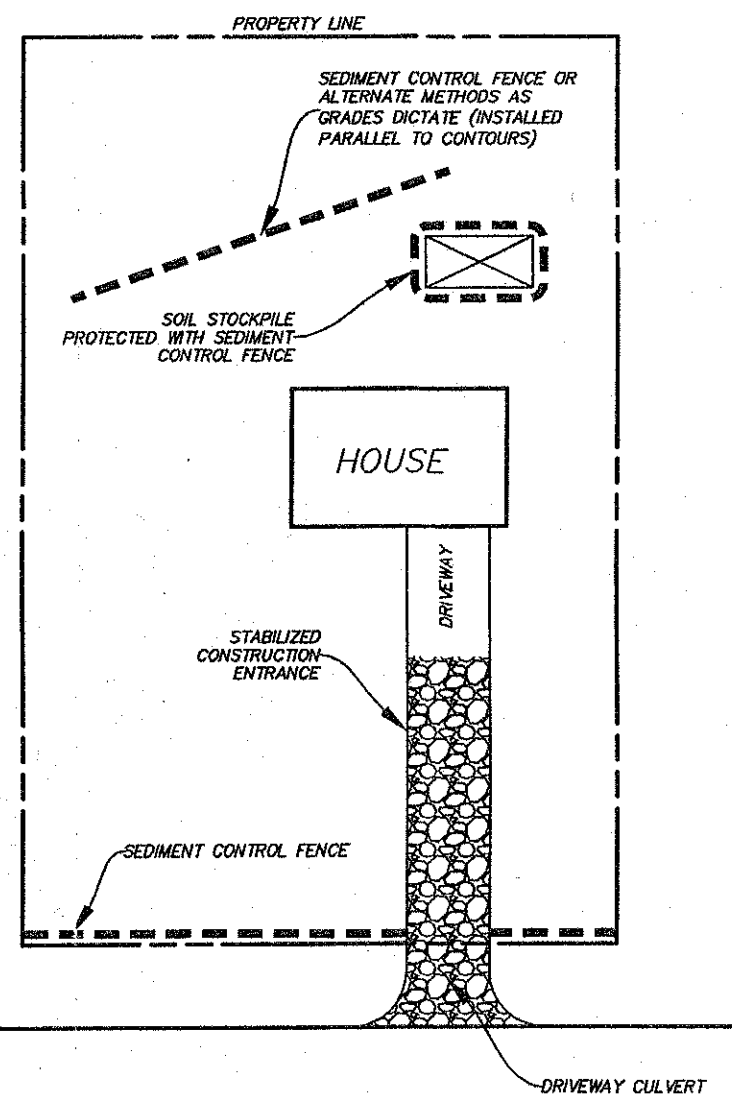 PROPERTY LINE
SEDIMENT CONTROL FENCE OR
ALTERNATE METHODS AS
GRADES DICTATE (INSTALLED
PARALLEL TO CONTOURS)
SOIL STOCKPILE
PROTECTED WITH SEDIMENT
CONTROL FENCE
HOUSE
DRIVEWAY
STABILIZED
CONSTRUCTION
ENTRANCE
SEDIMENT CONTROL FENCE
DRIVEWAY CULVERT